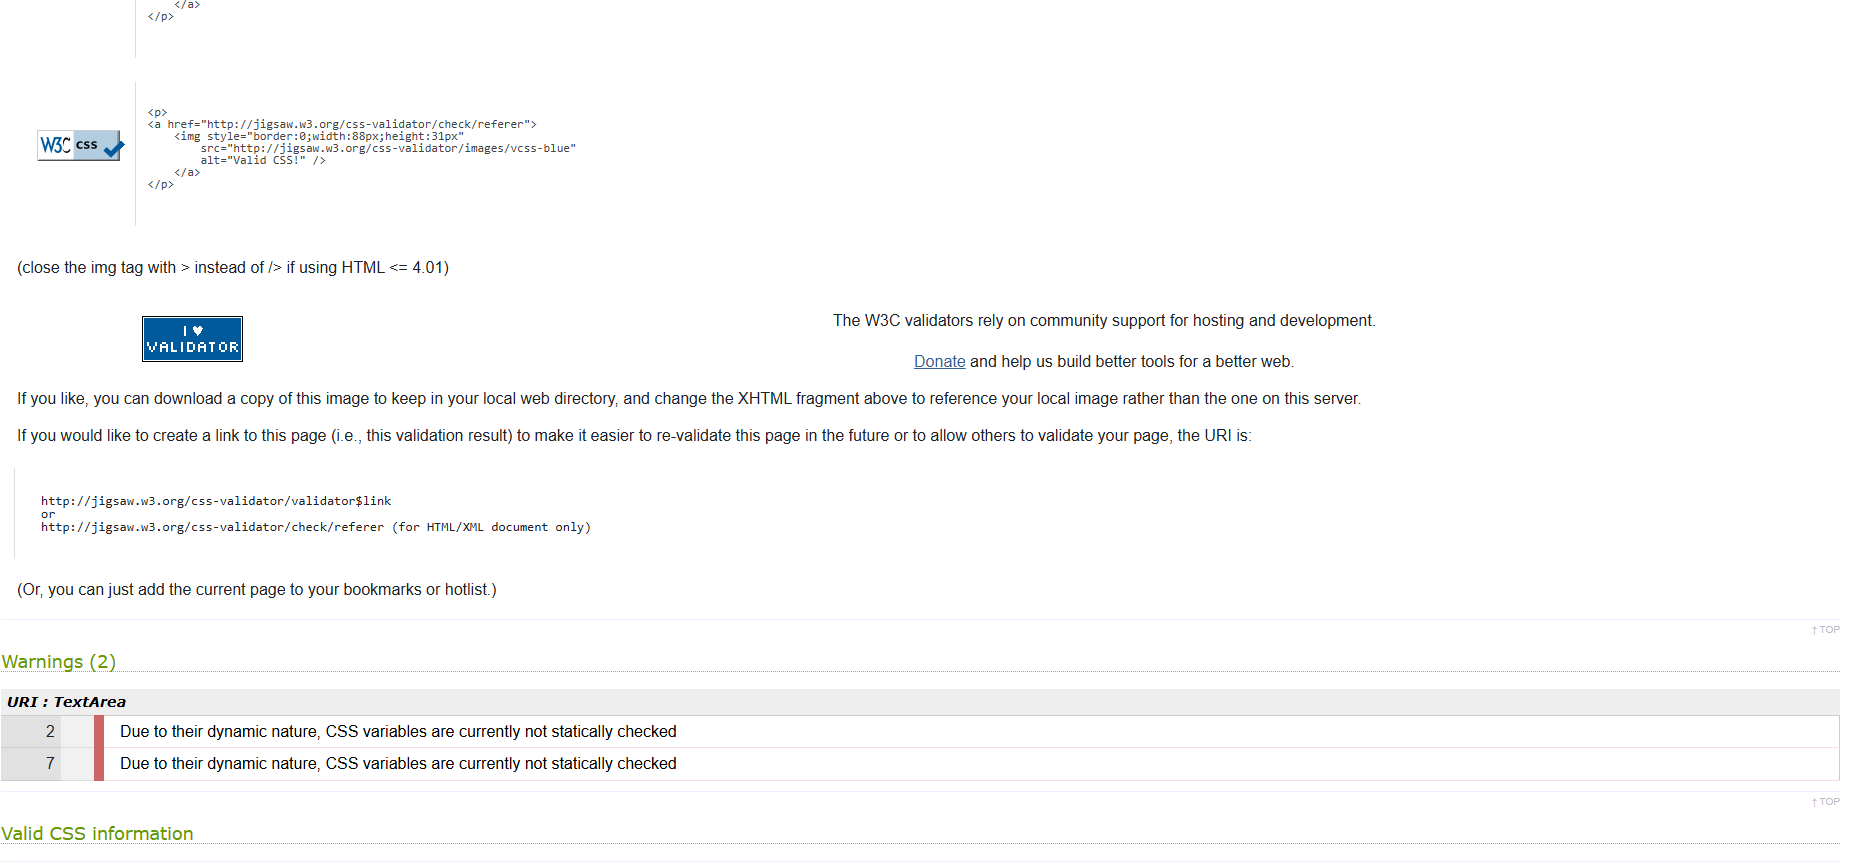 </a>
</p>
W3C css
<p>
<a href="http://jigsaw.w3.org/css-validator/check/referer">
<img style="border:0;width:88px;height:31px"
src="http://jigsaw.w3.org/css-validator/images/vcss-blue"
alt="Valid CSS!" />
</a>
</p>
(close the img tag with > instead of /> if using HTML <= 4.01)
I ♥
VALIDATOR
The W3C validators rely on community support for hosting and development.
Donate and help us build better tools for a better web.
If you like, you can download a copy of this image to keep in your local web directory, and change the XHTML fragment above to reference your local image rather than the one on this server.
If you would like to create a link to this page (i.e., this validation result) to make it easier to re-validate this page in the future or to allow others to validate your page, the URI is:
http://jigsaw.w3.org/css-validator/validator$link
or
http://jigsaw.w3.org/css-validator/check/referer (for HTML/XML document only)
(Or, you can just add the current page to your bookmarks or hotlist.)
↑ TOP
Warnings (2)
URI : TextArea
2 Due to their dynamic nature, CSS variables are currently not statically checked
7 Due to their dynamic nature, CSS variables are currently not statically checked
↑ TOP
Valid CSS information